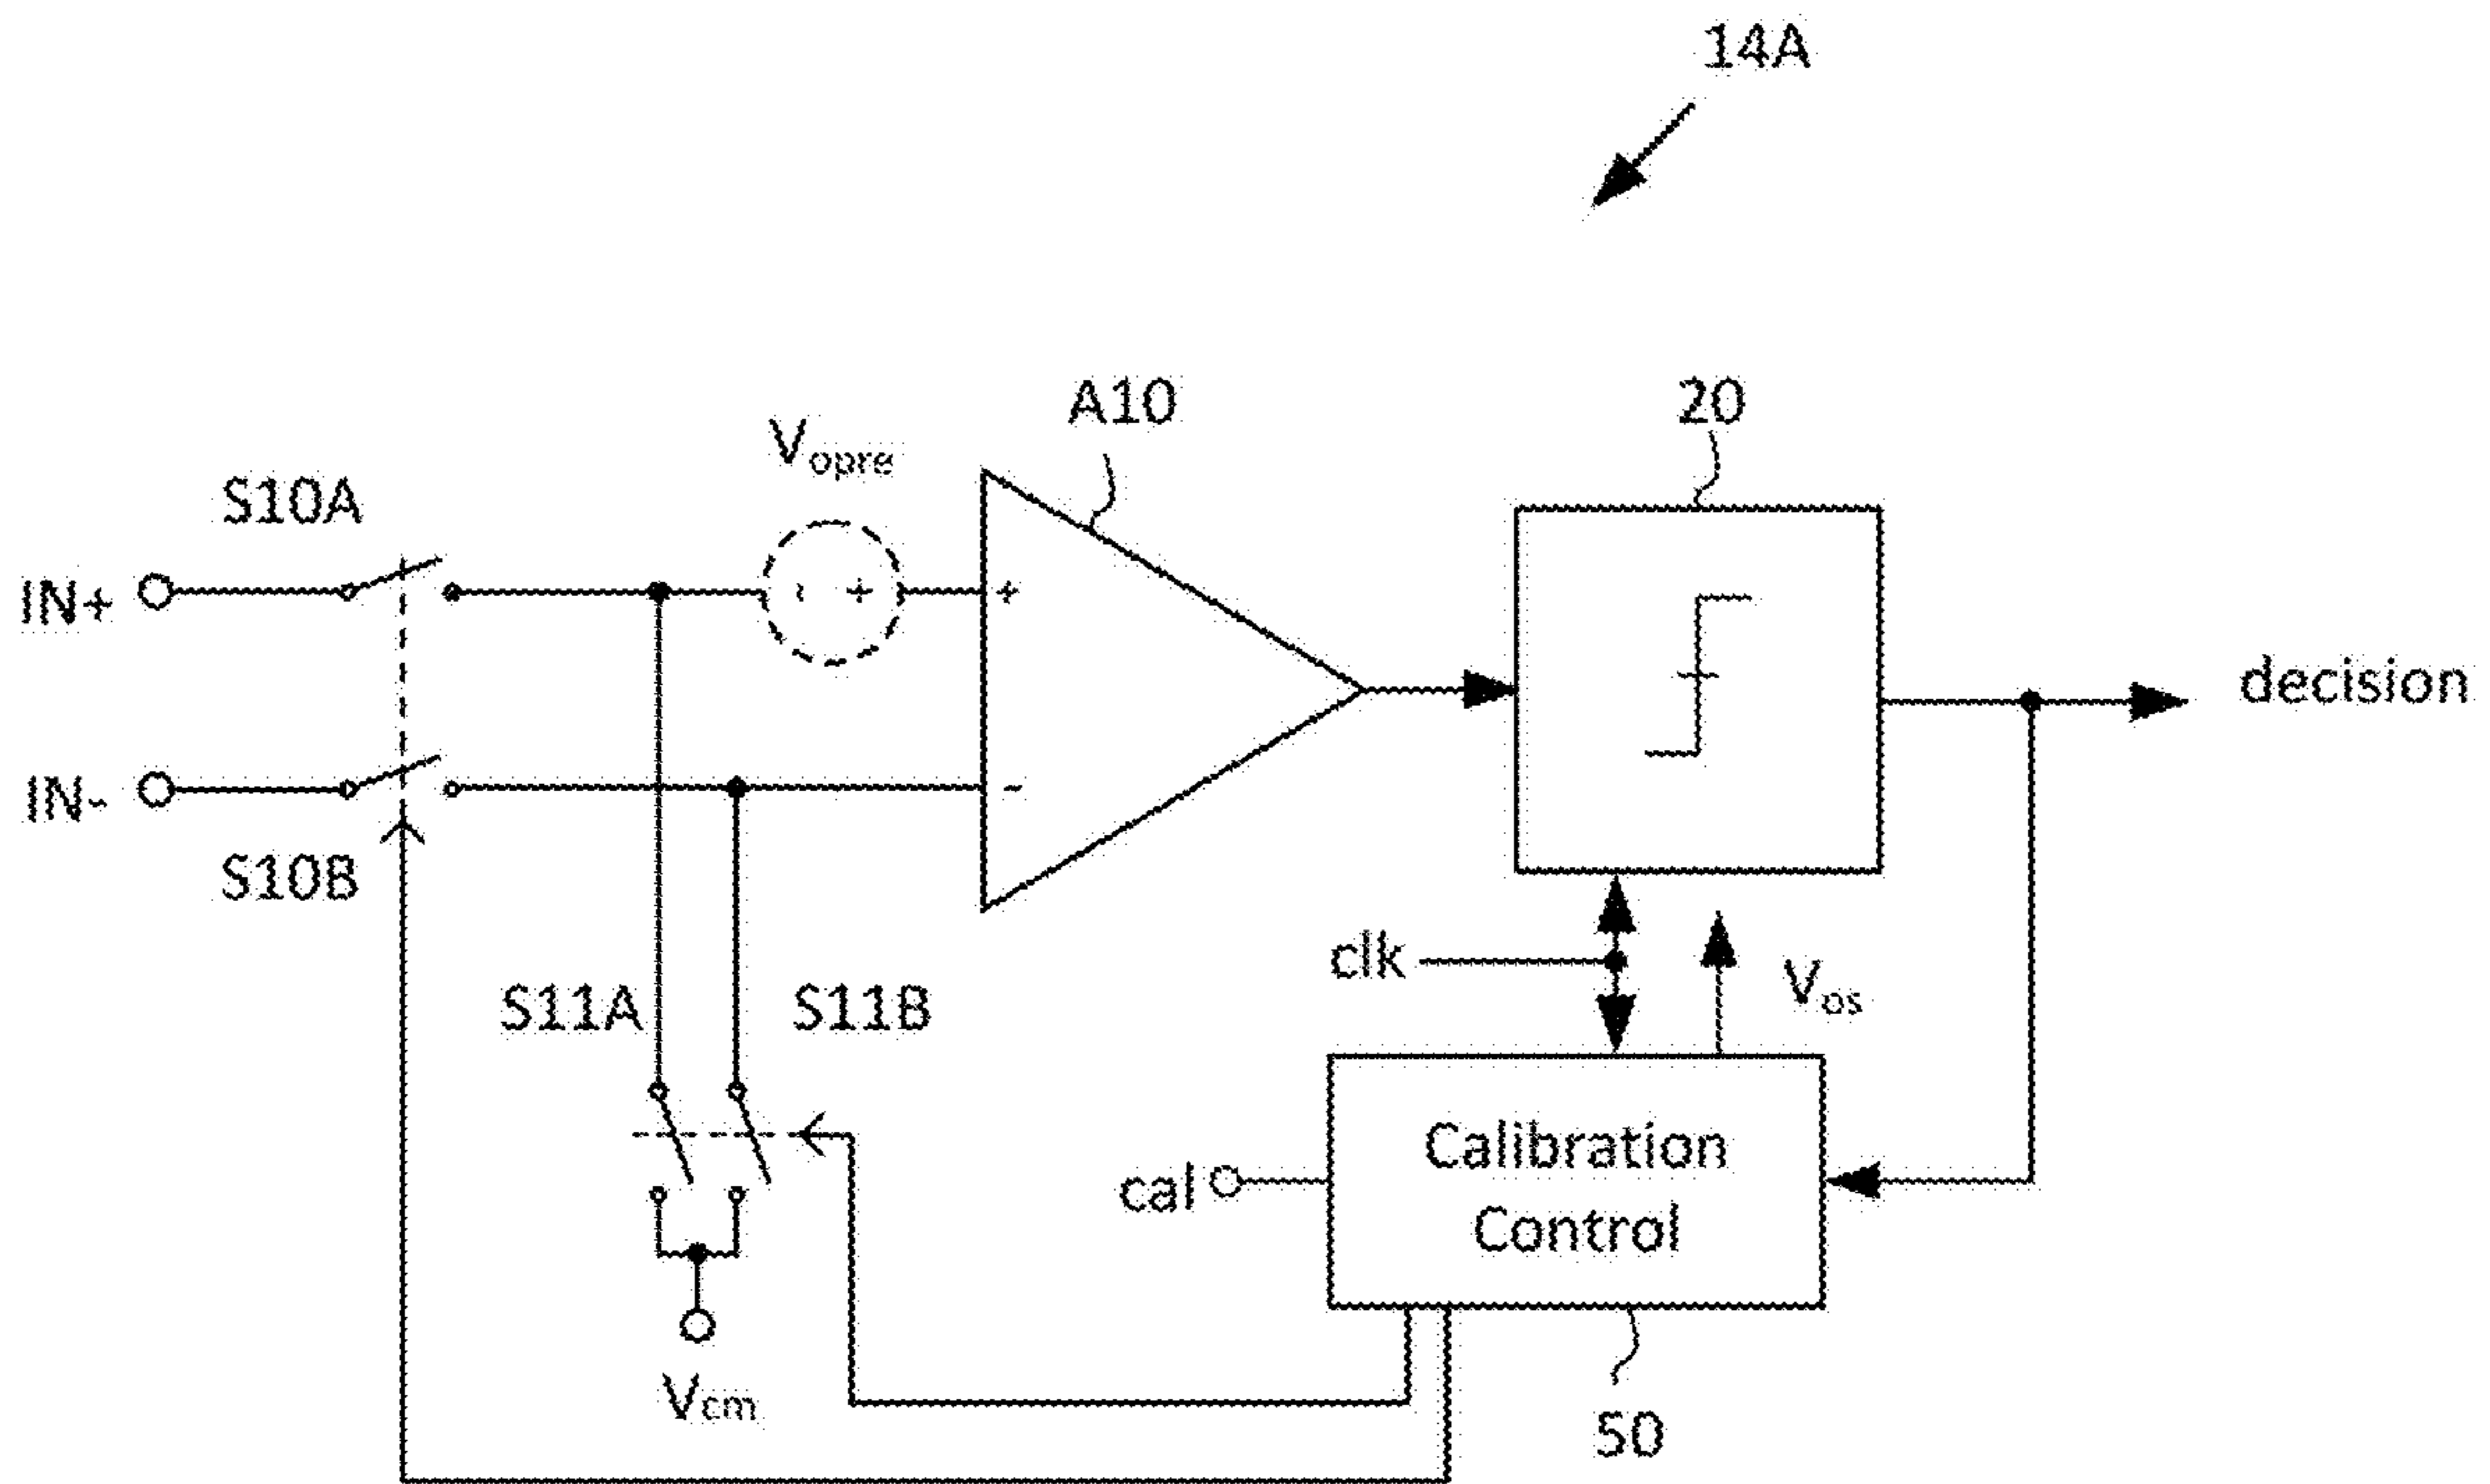 14A
A10
20
Vopre
S10A
+
- +
IN+
decision
IN-
-
S10B
clk
Vos
S11A
S11B
Calibration
Control
cal
Vcm
50